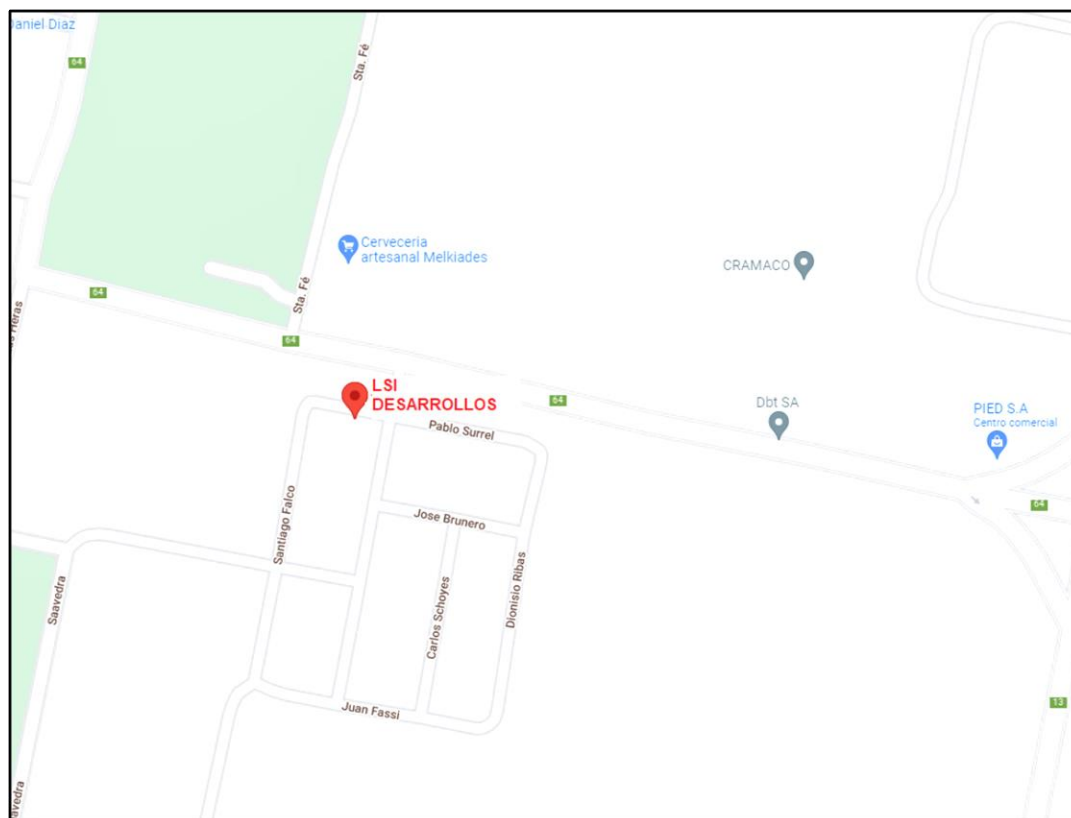 Daniel Diaz
64
Sta. Fé
Cerveceria
artesanal Melkiades
CRAMACO
Sta. Fé
64
Heras
64
LSI
DESARROLLOS
64
Dbt SA
PIED S.A
Centro comercial
Pablo Surrel
64
Santiago Falco
Jose Brunero
Dionisio Ribas
Carlos Schoyes
Saavedra
Juan Fassi
13
avedra